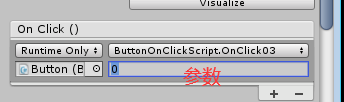 Visualize
On Click ()
Runtime Only ButtonOnClickScript.OnClick03
Button (B 0
参数